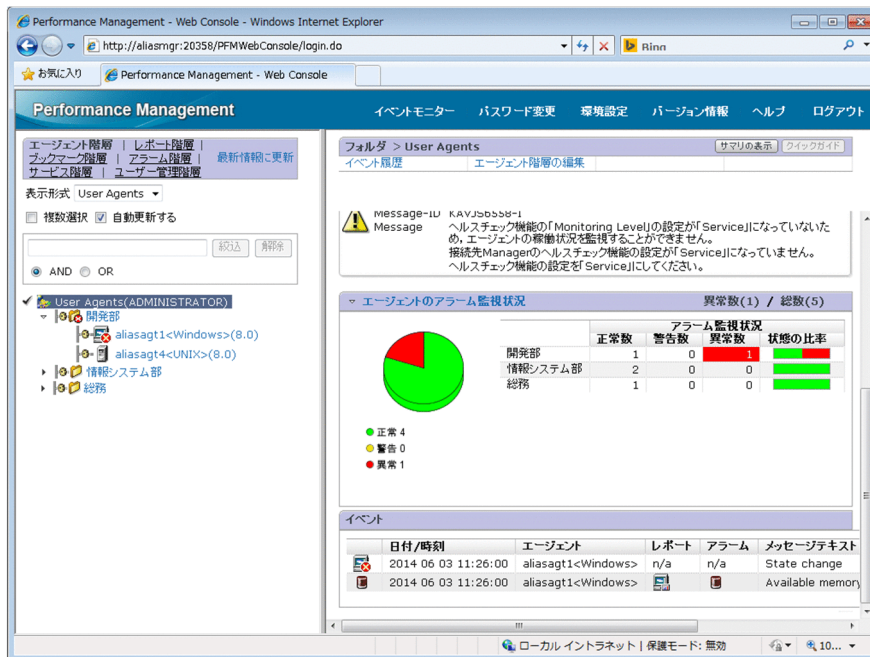 Performance Management - Web Console - Windows Internet Explorer
http://aliasmgr:20358/PFMWebConsole/login.do
Bing
お気に入り
Performance Management - Web Console
Performance Management
イベントモニター パスワード変更 環境設定 バージョン情報 ヘルプ ログアウト
エージェント階層 | レポート階層 |
ブックマーク階層 | アラーム階層 | 最新情報に更新
サービス階層 | ユーザー管理階層
表示形式 User Agents
複数選択 自動更新する
絞込 解除
AND OR
User Agents(ADMINISTRATOR)
開発部
aliasagt1<Windows>(8.0)
aliasagt4<UNIX>(8.0)
情報システム部
総務
フォルダ > User Agents サマリの表示 クイックガイド
イベント履歴 エージェント階層の編集
Message-ID KAVJS6558-I
Message ヘルスチェック機能の「Monitoring Level」の設定が「Service」になっていないた
め，エージェントの稼働状況を監視することができません。
接続先Managerのヘルスチェック機能の設定が「Service」になっていません。
ヘルスチェック機能の設定を「Service」にしてください。
エージェントのアラーム監視状況 異常数(1) / 総数(5)
アラーム監視状況
正常数 警告数 異常数 状態の比率
開発部 1 0 1
情報システム部 2 0 0
総務 1 0 0
正常 4
警告 0
異常 1
イベント
日付/時刻 エージェント レポート アラーム メッセージテキスト
2014 06 03 11:26:00 aliasagt1<Windows> n/a n/a State change
2014 06 03 11:26:00 aliasagt1<Windows> Available memory
ローカル イントラネット | 保護モード: 無効 10...